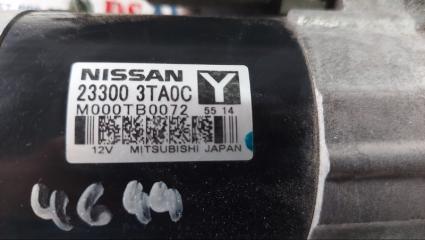 NISSAN
23300 3TA0C Y
M000TB0072 55 14
12V MITSUBISHI JAPAN
4644